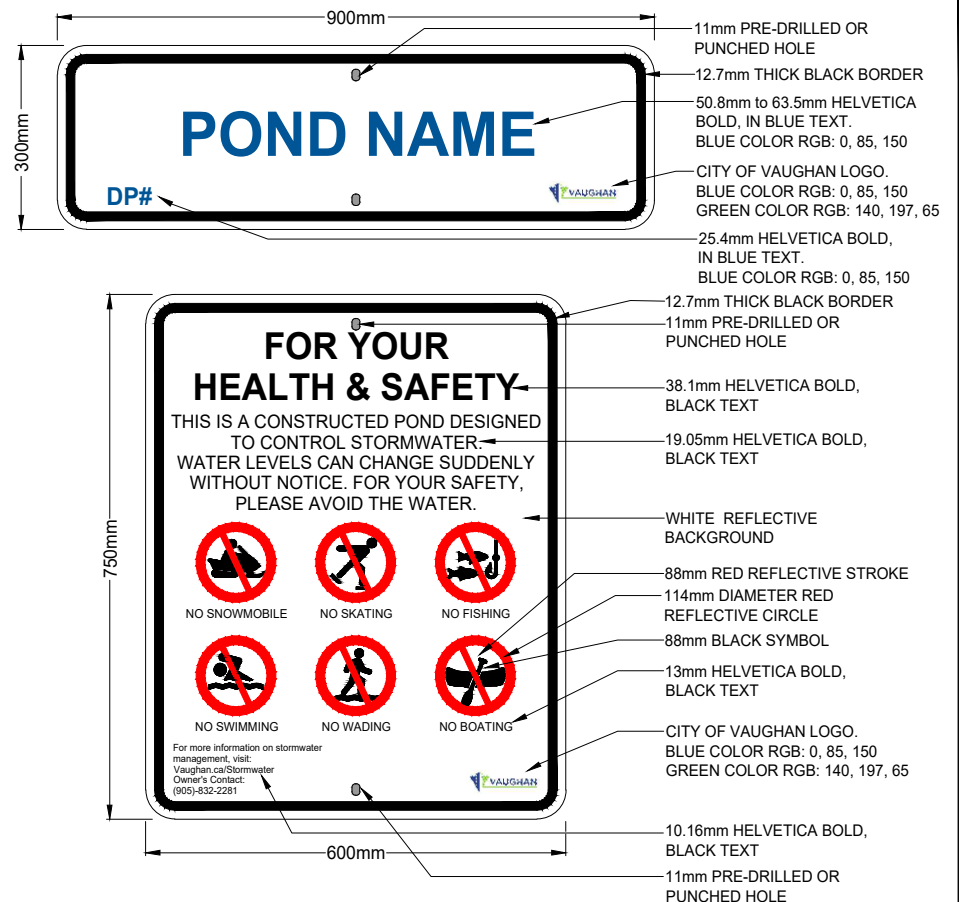 900mm
300mm
POND NAME
DP#
VAUGHAN
11mm PRE-DRILLED OR
PUNCHED HOLE
12.7mm THICK BLACK BORDER
50.8mm to 63.5mm HELVETICA
BOLD, IN BLUE TEXT.
BLUE COLOR RGB: 0, 85, 150
CITY OF VAUGHAN LOGO.
BLUE COLOR RGB: 0, 85, 150
GREEN COLOR RGB: 140, 197, 65
25.4mm HELVETICA BOLD,
IN BLUE TEXT.
BLUE COLOR RGB: 0, 85, 150
750mm
600mm
FOR YOUR
HEALTH & SAFETY
THIS IS A CONSTRUCTED POND DESIGNED
TO CONTROL STORMWATER.
WATER LEVELS CAN CHANGE SUDDENLY
WITHOUT NOTICE. FOR YOUR SAFETY,
PLEASE AVOID THE WATER.
NO SNOWMOBILE
NO SKATING
NO FISHING
NO SWIMMING
NO WADING
NO BOATING
For more information on stormwater
management, visit:
Vaughan.ca/Stormwater
Owner's Contact:
(905)-832-2281
VAUGHAN
12.7mm THICK BLACK BORDER
11mm PRE-DRILLED OR
PUNCHED HOLE
38.1mm HELVETICA BOLD,
BLACK TEXT
19.05mm HELVETICA BOLD,
BLACK TEXT
WHITE REFLECTIVE
BACKGROUND
88mm RED REFLECTIVE STROKE
114mm DIAMETER RED
REFLECTIVE CIRCLE
88mm BLACK SYMBOL
13mm HELVETICA BOLD,
BLACK TEXT
CITY OF VAUGHAN LOGO.
BLUE COLOR RGB: 0, 85, 150
GREEN COLOR RGB: 140, 197, 65
10.16mm HELVETICA BOLD,
BLACK TEXT
11mm PRE-DRILLED OR
PUNCHED HOLE